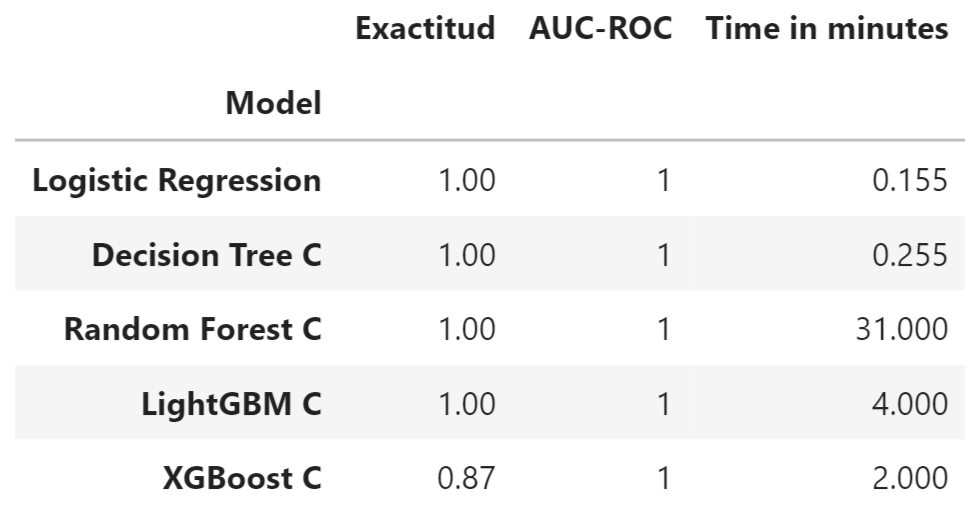 Exactitud AUC-ROC Time in minutes
Model
Logistic Regression 1.00 1 0.155
Decision Tree C 1.00 1 0.255
Random Forest C 1.00 1 31.000
LightGBM C 1.00 1 4.000
XGBoost C 0.87 1 2.000